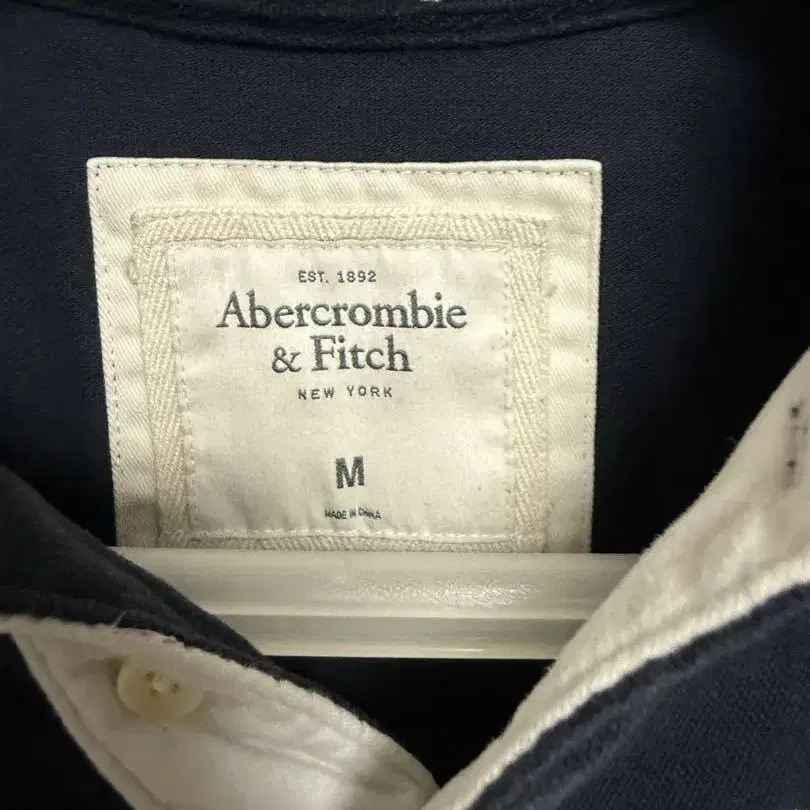 EST. 1892
Abercrombie
& Fitch
NEW YORK
M
MADE IN CHINA